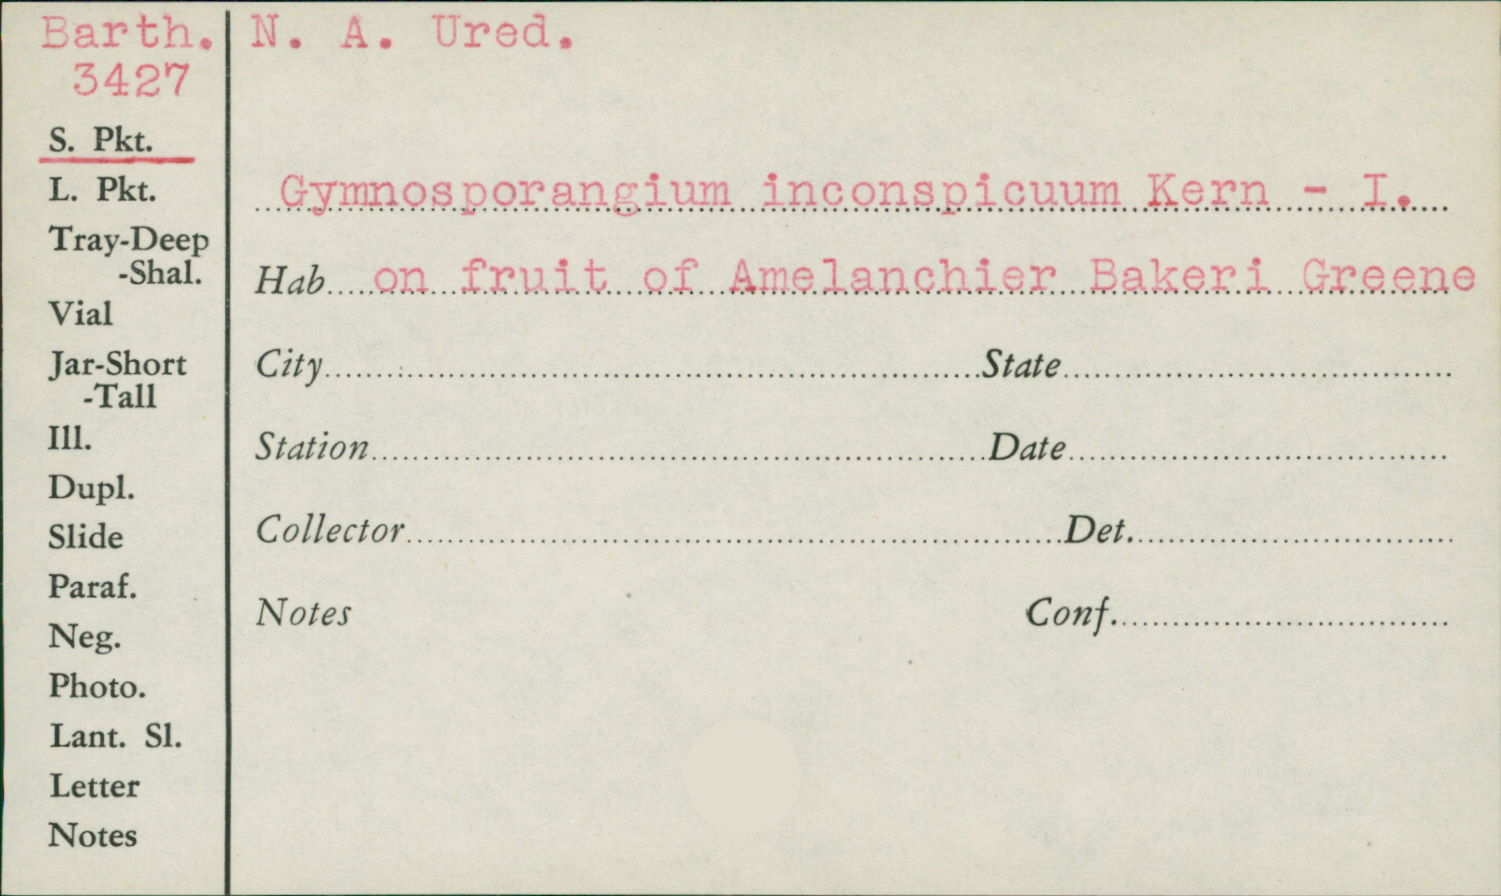 Barth. N. A. Ured.
3427
S. Pkt.
L. Pkt.
Tray-Deep
-Shal.
Vial
Jar-Short
-Tall
Ill.
Dupl.
Slide
Paraf.
Neg.
Photo.
Lant. Sl.
Letter
Notes
Gymnosporangium inconspicuum Kern - I.
Hab. on fruit of Amelanchier Bakeri Greene
City State
Station Date
Collector Det.
Notes Conf.